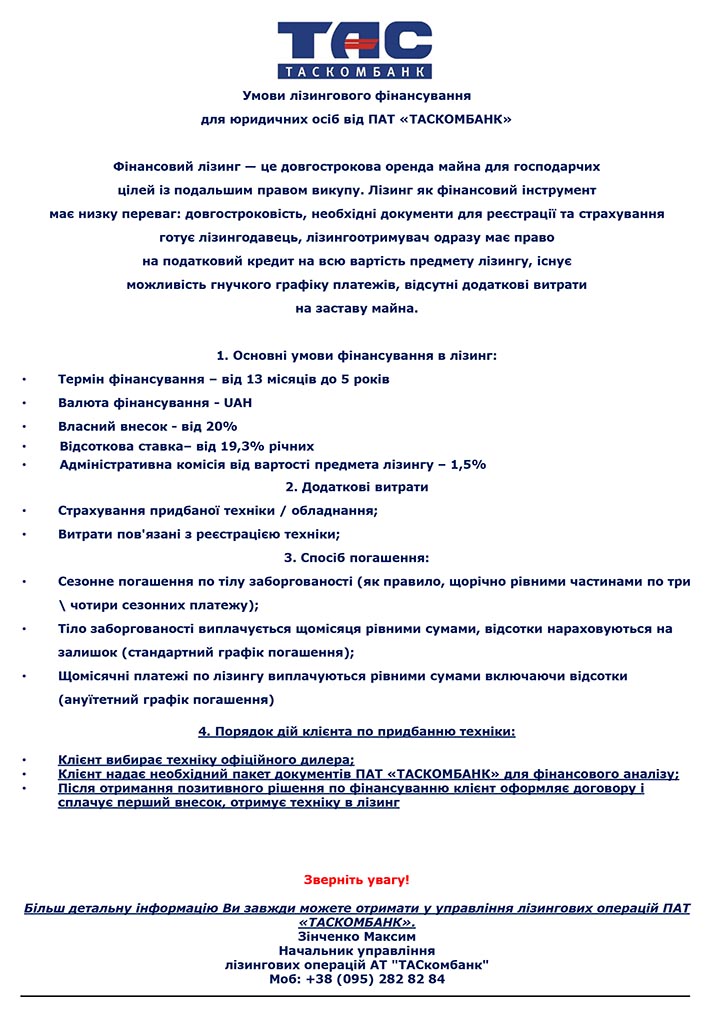 ТАС
ТАСКОМБАНК
Умови лізингового фінансування
для юридичних осіб від ПАТ «ТАСКОМБАНК»
Фінансовий лізинг — це довгострокова оренда майна для господарчих
цілей із подальшим правом викупу. Лізинг як фінансовий інструмент
має низку переваг: довгостроковість, необхідні документи для реєстрації та страхування
готує лізингодавець, лізингоотримувач одразу має право
на податковий кредит на всю вартість предмету лізингу, існує
можливість гнучкого графіку платежів, відсутні додаткові витрати
на заставу майна.
1. Основні умови фінансування в лізинг:
• Термін фінансування – від 13 місяців до 5 років
• Валюта фінансування - UAH
• Власний внесок - від 20%
• Відсоткова ставка– від 19,3% річних
• Адміністративна комісія від вартості предмета лізингу – 1,5%
2. Додаткові витрати
• Страхування придбаної техніки / обладнання;
• Витрати пов'язані з реєстрацією техніки;
3. Спосіб погашення:
• Сезонне погашення по тілу заборгованості (як правило, щорічно рівними частинами по три
\ чотири сезонних платежу);
• Тіло заборгованості виплачується щомісяця рівними сумами, відсотки нараховуються на
залишок (стандартний графік погашення);
• Щомісячні платежі по лізингу виплачуються рівними сумами включаючи відсотки
(ануїтетний графік погашення)
4. Порядок дій клієнта по придбанню техніки:
• Клієнт вибирає техніку офіційного дилера;
• Клієнт надає необхідний пакет документів ПАТ «ТАСКОМБАНК» для фінансового аналізу;
• Після отримання позитивного рішення по фінансуванню клієнт оформляє договору і
сплачує перший внесок, отримує техніку в лізинг
Зверніть увагу!
Більш детальну інформацію Ви завжди можете отримати у управління лізингових операцій ПАТ
«ТАСКОМБАНК».
Зінченко Максим
Начальник управління
лізингових операцій АТ "ТАСкомбанк"
Моб: +38 (095) 282 82 84